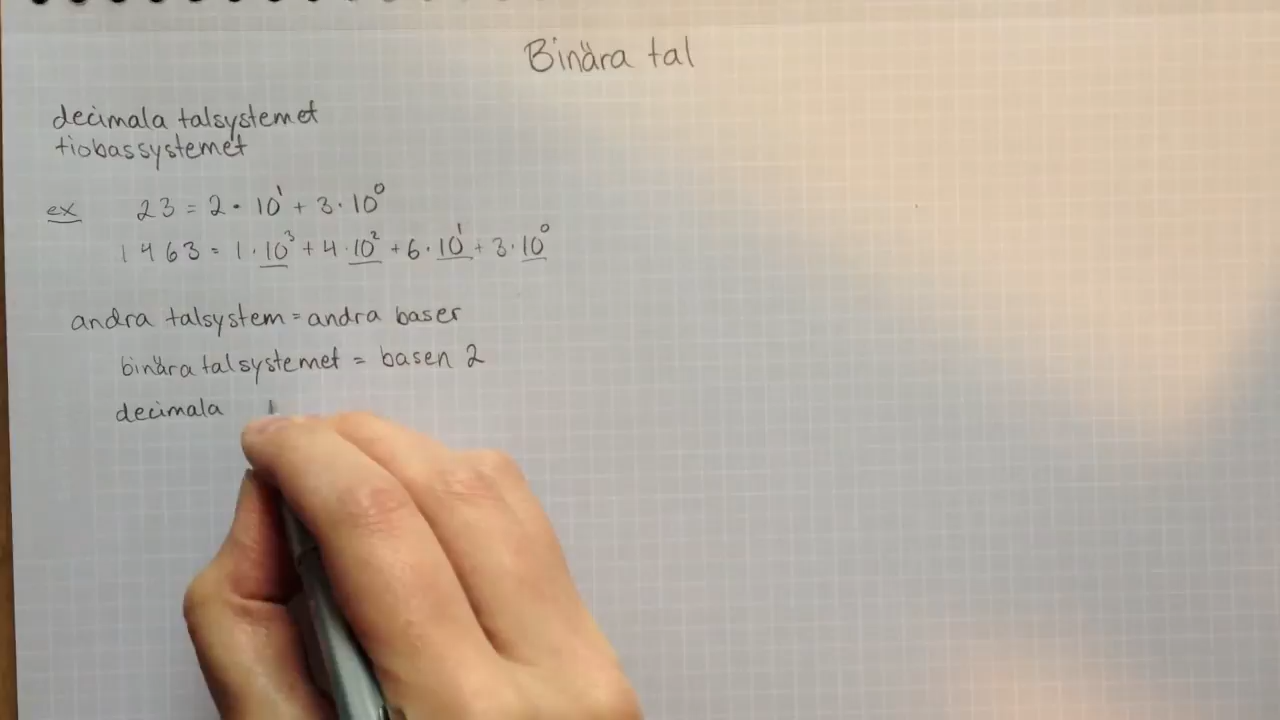 Binära tal
decimala talsystemet
tiobassystemet
ex 23 = 2 · 10¹ + 3 · 10⁰
1463 = 1 · 10³ + 4 · 10² + 6 · 10¹ + 3 · 10⁰
andra talsystem = andra baser
binära talsystemet = basen 2
decimala